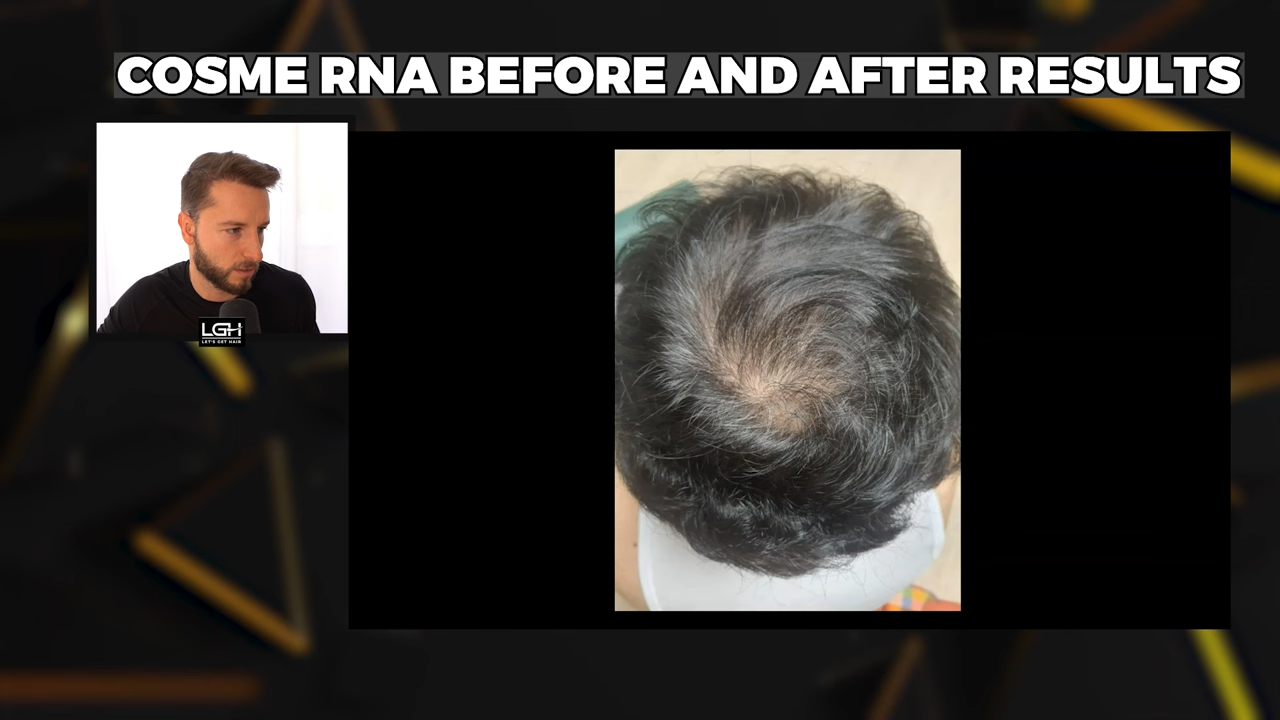 COSME RNA BEFORE AND AFTER RESULTS
LGH
LET'S GET HAIR